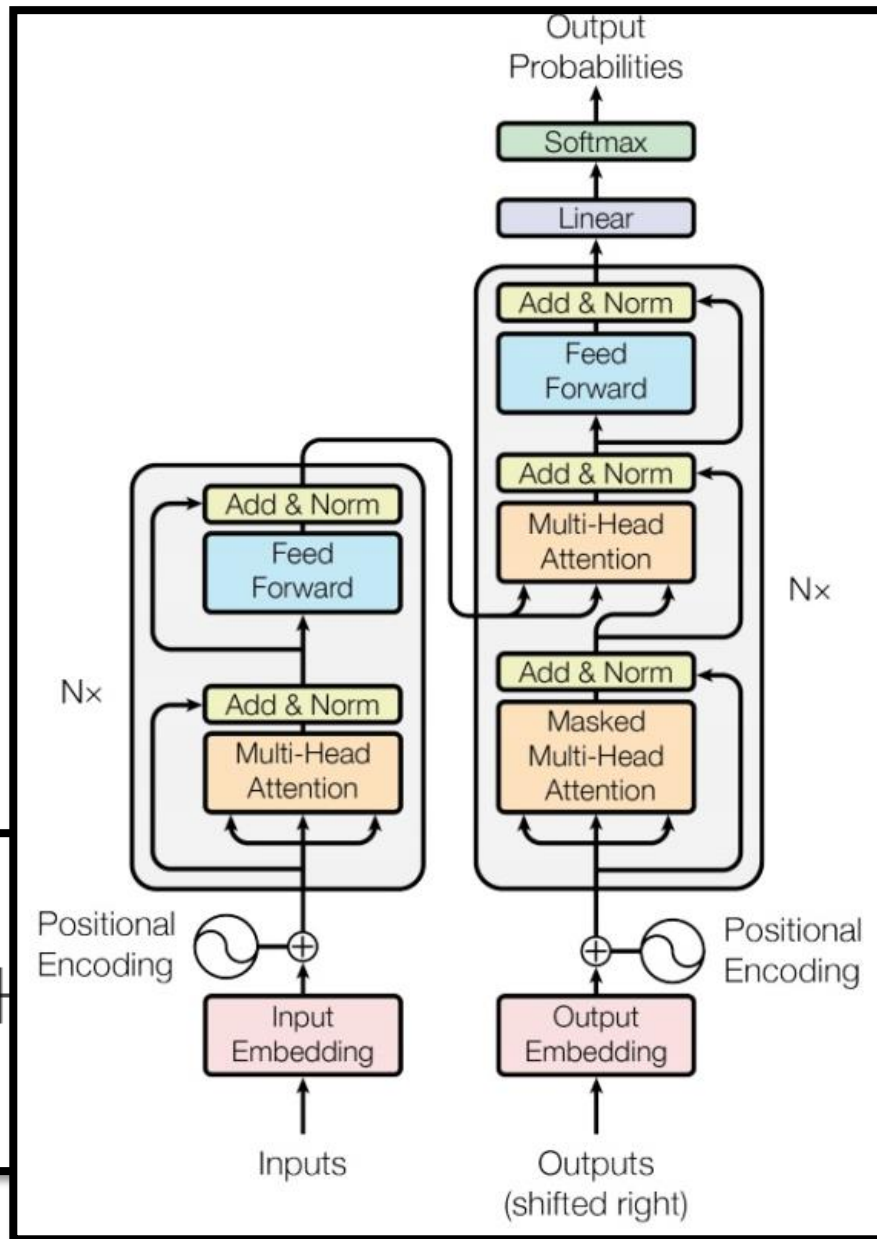 Output
Probabilities
Softmax
Linear
Add & Norm
Feed
Forward
Add & Norm
Multi-Head
Attention
Add & Norm
Masked
Multi-Head
Attention
Nx
Add & Norm
Feed
Forward
Add & Norm
Multi-Head
Attention
Nx
Positional
Encoding
Positional
Encoding
Input
Embedding
Output
Embedding
Inputs
Outputs
(shifted right)